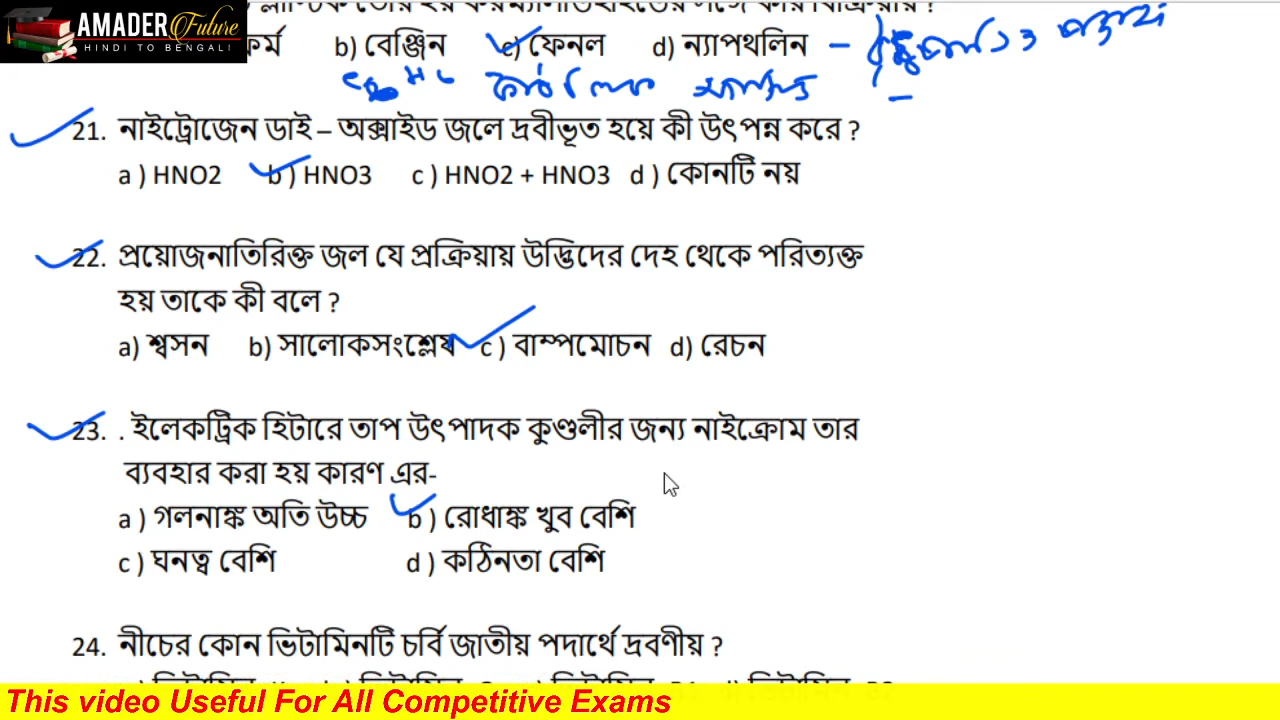 AMADER Future
HINDI TO BENGALI
র্ম b) বেঞ্জিন c) ফেনল d) ন্যাপথলিন –
21. নাইট্রোজেন ডাই – অক্সাইড জলে দ্রবীভূত হয়ে কী উৎপন্ন করে ?
a ) HNO2 b ) HNO3 c ) HNO2 + HNO3 d ) কোনটি নয়
22. প্রয়োজনাতিরিক্ত জল যে প্রক্রিয়ায় উদ্ভিদের দেহ থেকে পরিত্যক্ত
হয় তাকে কী বলে ?
a) শ্বসন b) সালোকসংশ্লেষ c ) বাম্পমোচন d) রেচন
23. . ইলেকট্রিক হিটারে তাপ উৎপাদক কুণ্ডলীর জন্য নাইক্রোম তার
ব্যবহার করা হয় কারণ এর-
a ) গলনাঙ্ক অতি উচ্চ b ) রোধাঙ্ক খুব বেশি
c ) ঘনত্ব বেশি d ) কঠিনতা বেশি
24. নীচের কোন ভিটামিনটি চর্বি জাতীয় পদার্থে দ্রবণীয় ?
This video Useful For All Competitive Exams